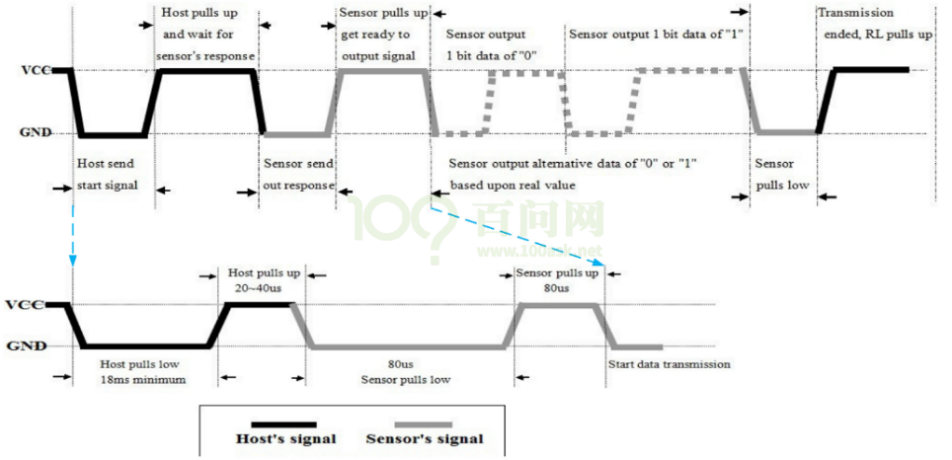 Host pulls up
and wait for
sensor's response
Sensor pulls up
get ready to
output signal
Sensor output
1 bit data of "0"
Sensor output 1 bit data of "1"
Transmission
ended, RL pulls up
VCC
GND
Host send
start signal
Sensor send
out response
Sensor output alternative data of "0" or "1"
based upon real value
Sensor
pulls low
100?
百问网
www.100ask.net
Host pulls up
20~40us
Sensor pulls up
80us
VCC
GND
Host pulls low
18ms minimum
80us
Sensor pulls low
Start data transmission
Host's signal
Sensor's signal